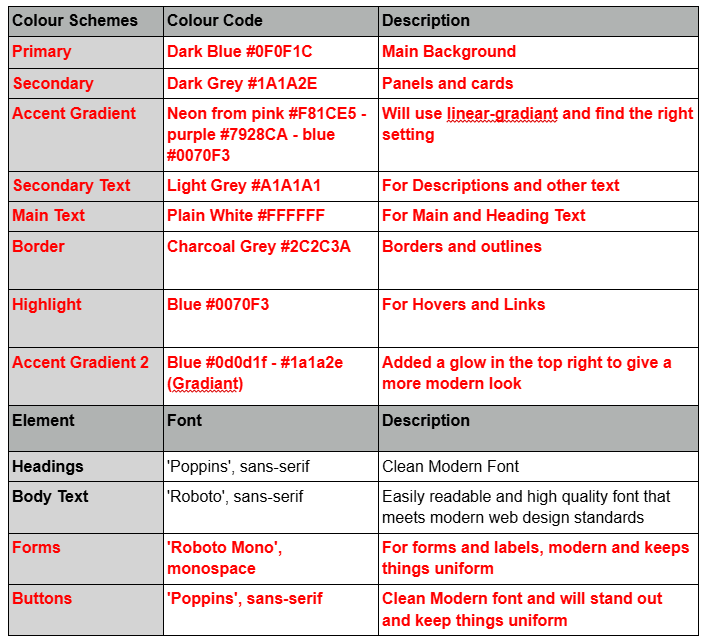 Colour Schemes Colour Code Description
Primary Dark Blue #0F0F1C Main Background
Secondary Dark Grey #1A1A2E Panels and cards
Accent Gradient Neon from pink #F81CE5 - Will use linear-gradiant and find the right
purple #7928CA - blue setting
#0070F3
Secondary Text Light Grey #A1A1A1 For Descriptions and other text
Main Text Plain White #FFFFFF For Main and Heading Text
Border Charcoal Grey #2C2C3A Borders and outlines
Highlight Blue #0070F3 For Hovers and Links
Accent Gradient 2 Blue #0d0d1f - #1a1a2e Added a glow in the top right to give a
(Gradiant) more modern look
Element Font Description
Headings 'Poppins', sans-serif Clean Modern Font
Body Text 'Roboto', sans-serif Easily readable and high quality font that
meets modern web design standards
Forms 'Roboto Mono', For forms and labels, modern and keeps
monospace things uniform
Buttons 'Poppins', sans-serif Clean Modern font and will stand out
and keep things uniform